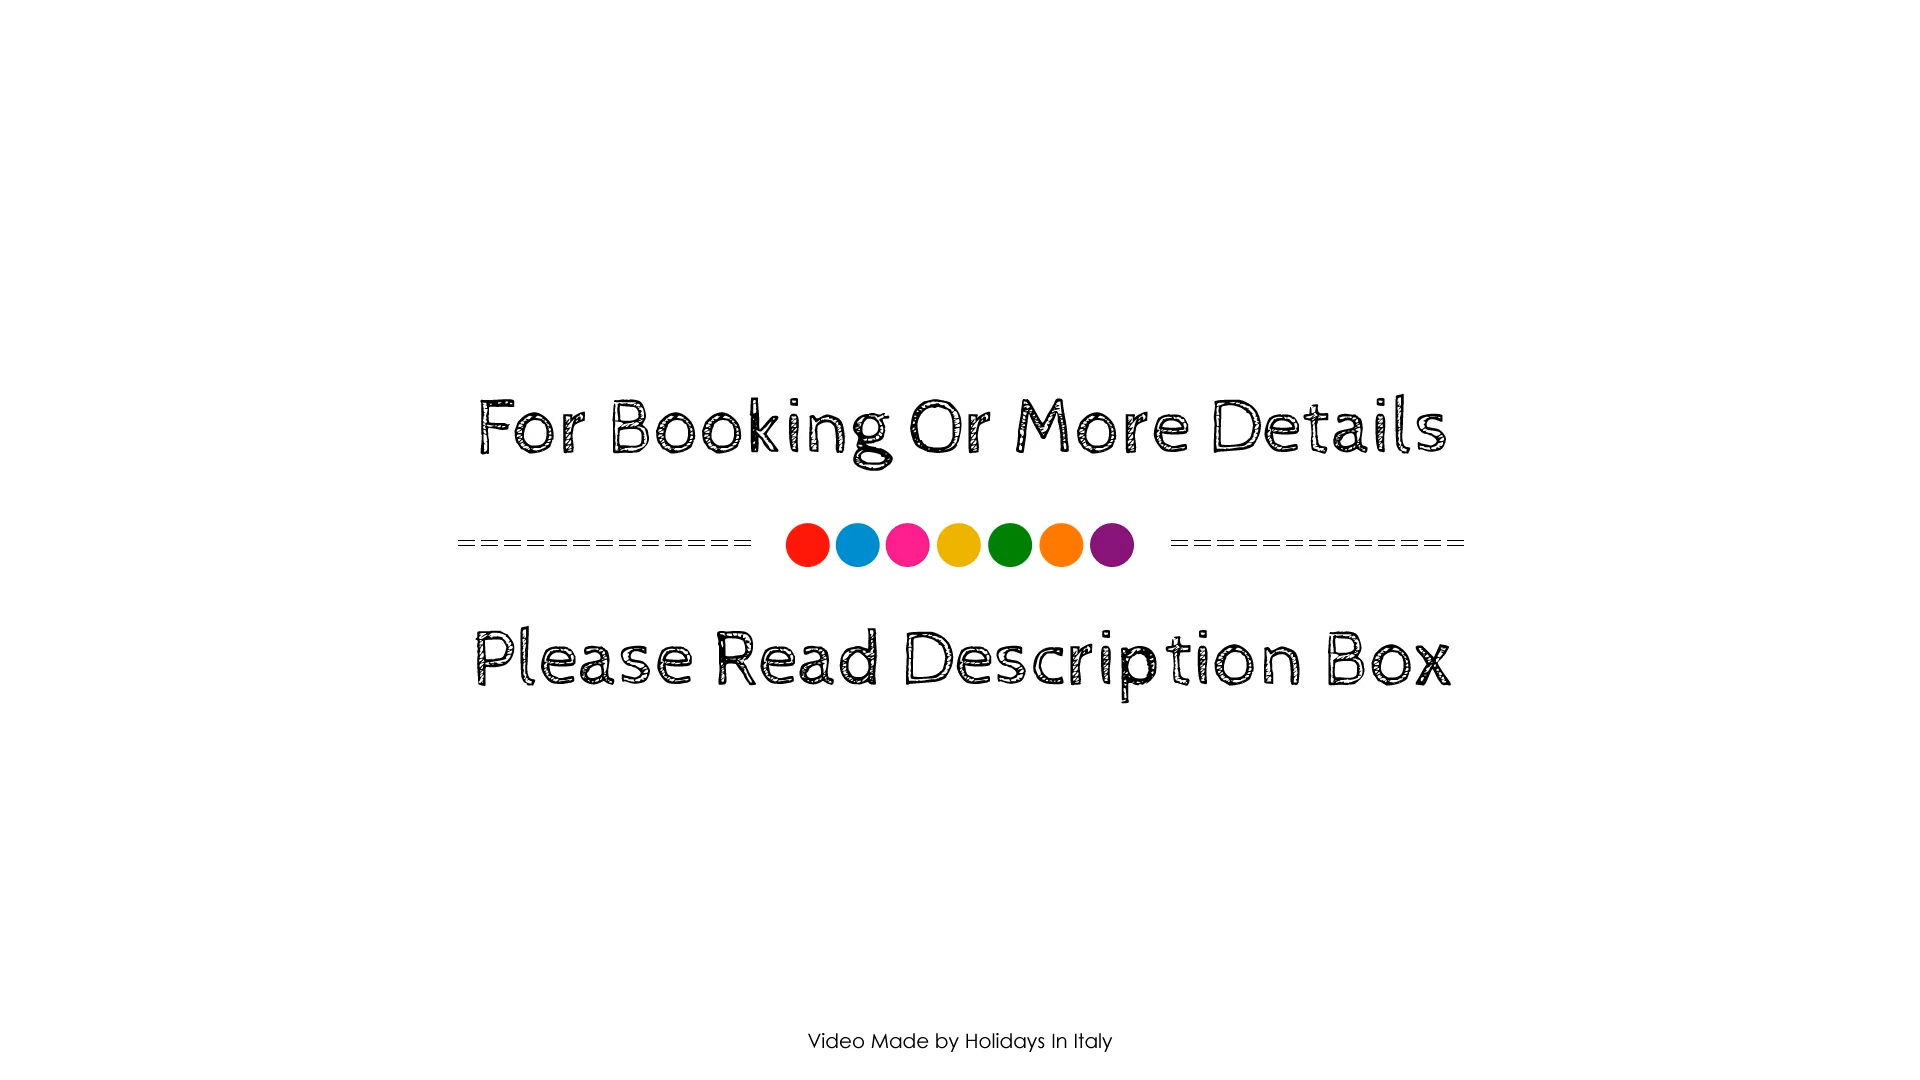 For Booking Or More Details
============= =============
Please Read Description Box
Video Made by Holidays In Italy